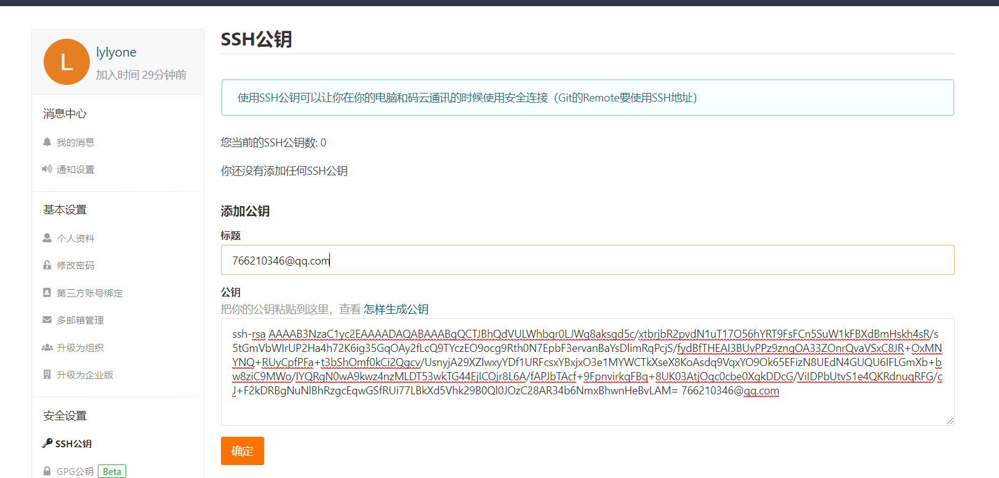 L
lylyone
加入时间 29分钟前
消息中心
我的消息
通知设置
基本设置
个人资料
修改密码
第三方账号绑定
多邮箱管理
升级为组织
升级为企业版
安全设置
SSH公钥
GPG公钥 Beta
SSH公钥
使用SSH公钥可以让你在你的电脑和码云通讯的时候使用安全连接（Git的Remote要使用SSH地址）
您当前的SSH公钥数: 0
你还没有添加任何SSH公钥
添加公钥
标题
766210346@qq.com
公钥
把你的公钥粘贴到这里，查看 怎样生成公钥
ssh-rsa AAAAB3NzaC1yc2EAAAADAQABAAABgQCTJBhQdVULWhbqr0LJWg8aksgd5c/xtbrjbR2pvdN1uT17O56hYRT9FsFCn5SuW1kFBXdBmHskh4sR/s
5tGmVbWIrUP2Ha4h72K6ig35GqOAy2fLcQ9TYczEO9ocg9Rth0N7EpbF3ervanBaYsDlimRqPcjS/fydBfTHEAI3BUvPPz9znqOA33ZOnrQvaVSxC8JR+OxMN
YNQ+RUyCpfPFa+t3bShOmf0kCi2Qgcv/UsnyjA29XZlwxyYDf1URFcsxYBxjxO3e1MYWCTkXseX8KoAsdq9VqxYO9Ok65EFizN8UEdN4GUQU6IFLGmXb+b
w8ziC9MWo/IYQRgN0wA9kwz4nzMLDT53wkTG44EjICOjr8L6A/fAPJbTAcf+9FpnvirkqFBq+8UK03AtjOqc0cbe0XgkDDcG/ViIDPbUtvS1e4QKRdnuqRFG/c
J+F2kDRBgNuNlBhRzgcEqwGSfRUi77LBkXd5Vhk29B0Ql0JOzC28AR34b6NmxBhwnHeBvLAM= 766210346@qq.com
确定